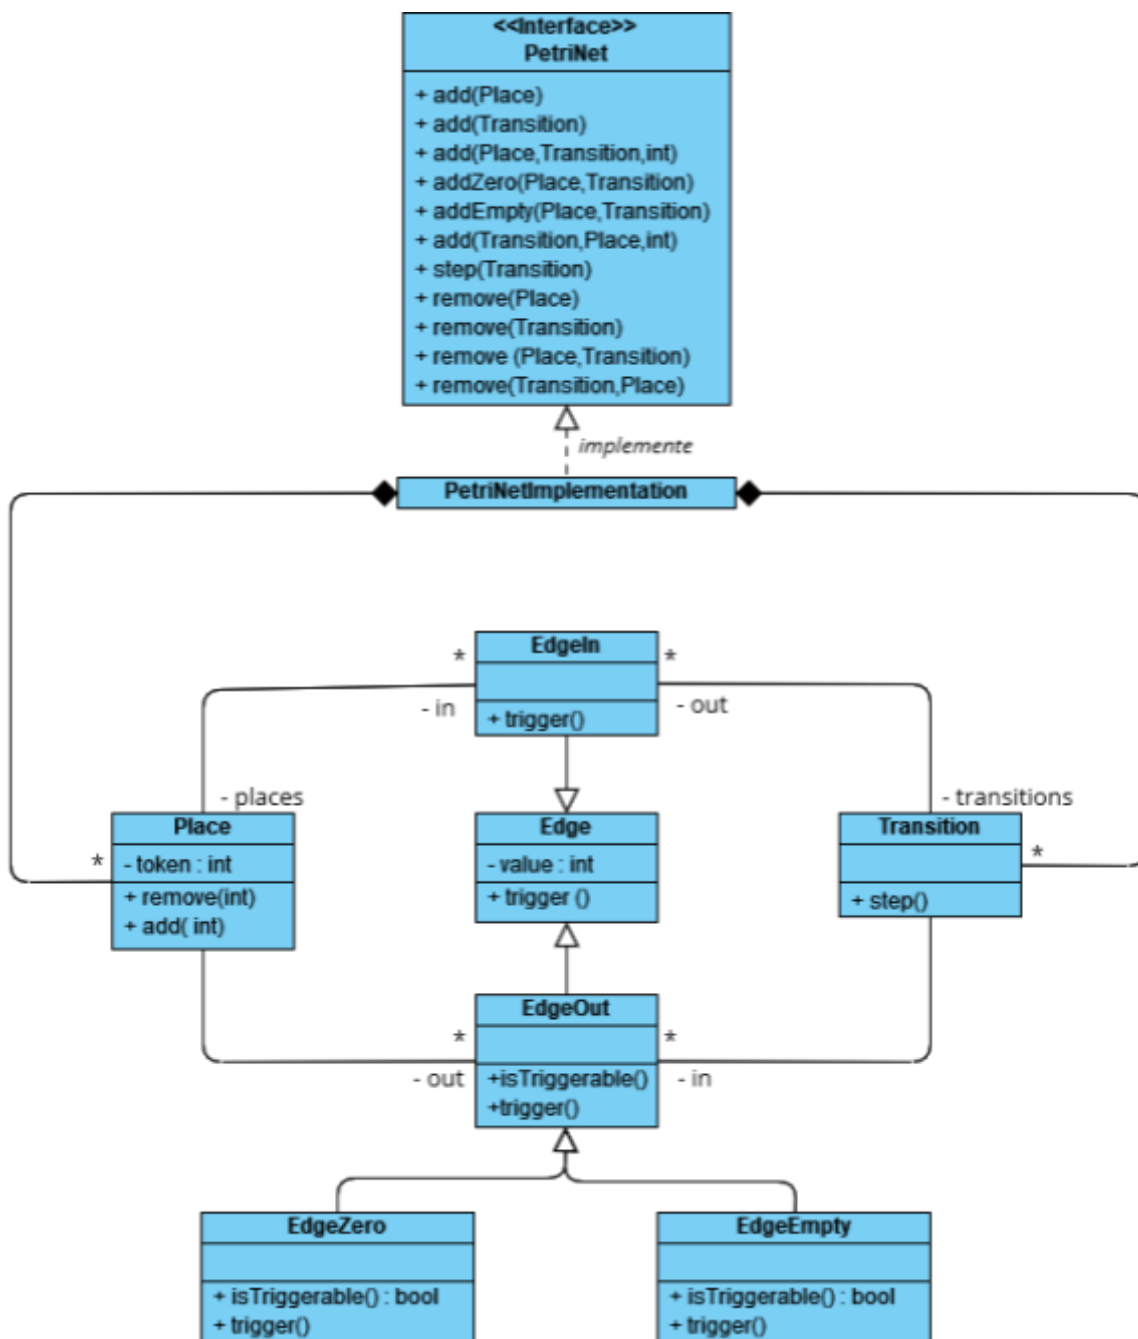 <<Interface>>
PetriNet
+ add(Place)
+ add(Transition)
+ add(Place,Transition,int)
+ addZero(Place,Transition)
+ addEmpty(Place,Transition)
+ add(Transition,Place,int)
+ step(Transition)
+ remove(Place)
+ remove(Transition)
+ remove (Place,Transition)
+ remove(Transition,Place)
implemente
PetriNetImplementation
EdgeIn
+ trigger()
*
*
- in
- out
- places
- transitions
Place
- token : int
+ remove(int)
+ add( int)
*
Edge
- value : int
+ trigger ()
Transition
+ step()
*
EdgeOut
+isTriggerable()
+trigger()
*
*
- out
- in
EdgeZero
+ isTriggerable() : bool
+ trigger()
EdgeEmpty
+ isTriggerable() : bool
+ trigger()